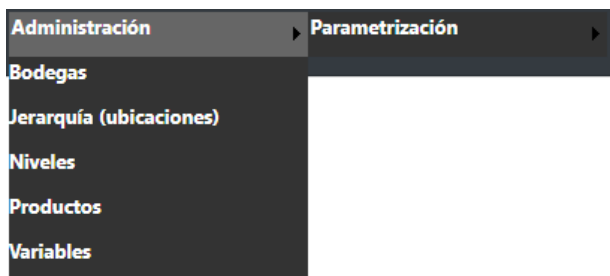 Administración
Parametrización
Bodegas
Jerarquía (ubicaciones)
Niveles
Productos
Variables